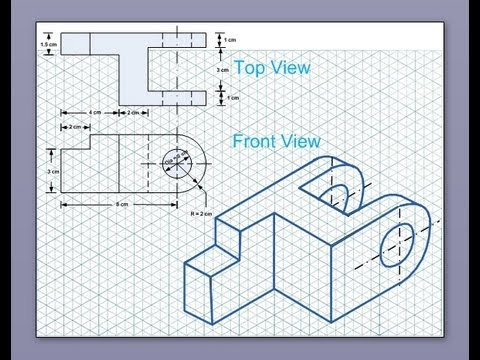 1.5 cm
1 cm
3 cm
1 cm
Top View
4 cm
2 cm
2 cm
Front View
3 cm
8 cm
R = 2 cm